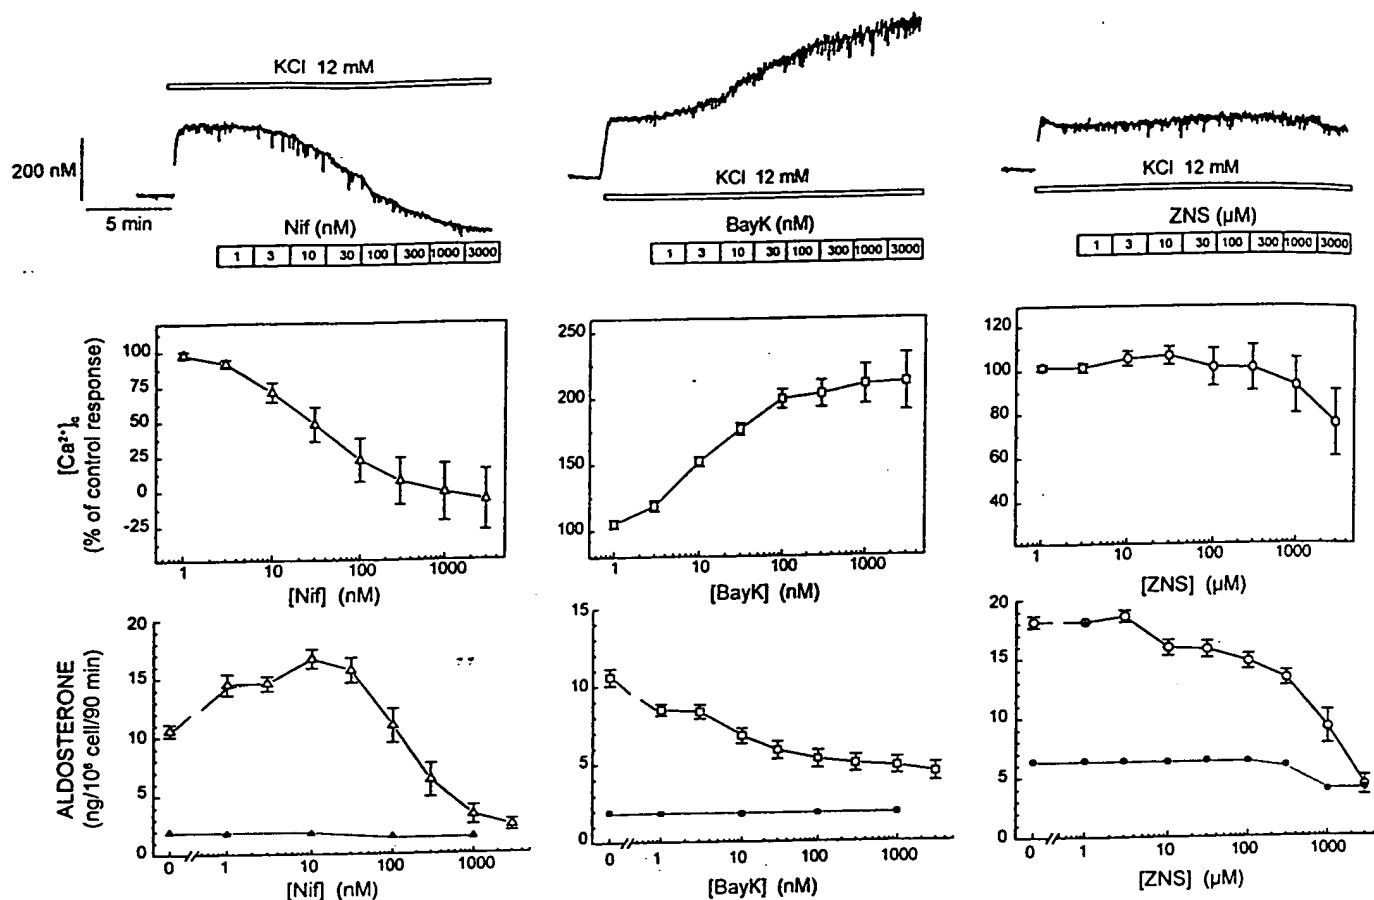 KCl 12 mM
200 nM
5 min
Nif (nM)
1 3 10 30 100 300 1000 3000
KCl 12 mM
BayK (nM)
1 3 10 30 100 300 1000 3000
KCl 12 mM
ZNS (µM)
1 3 10 30 100 300 1000 3000
[Ca²⁺]c
(% of control response)
100
75
50
25
0
-25
1 10 100 1000
[Nif] (nM)
250
200
150
100
1 10 100 1000
[BayK] (nM)
120
100
80
60
40
1 10 100 1000
[ZNS] (µM)
ALDOSTERONE
(ng/10⁶ cell/90 min)
20
15
10
5
0
0 1 10 100 1000
[Nif] (nM)
15
10
5
0
0 1 10 100 1000
[BayK] (nM)
20
15
10
5
0
0 1 10 100 1000
[ZNS] (µM)